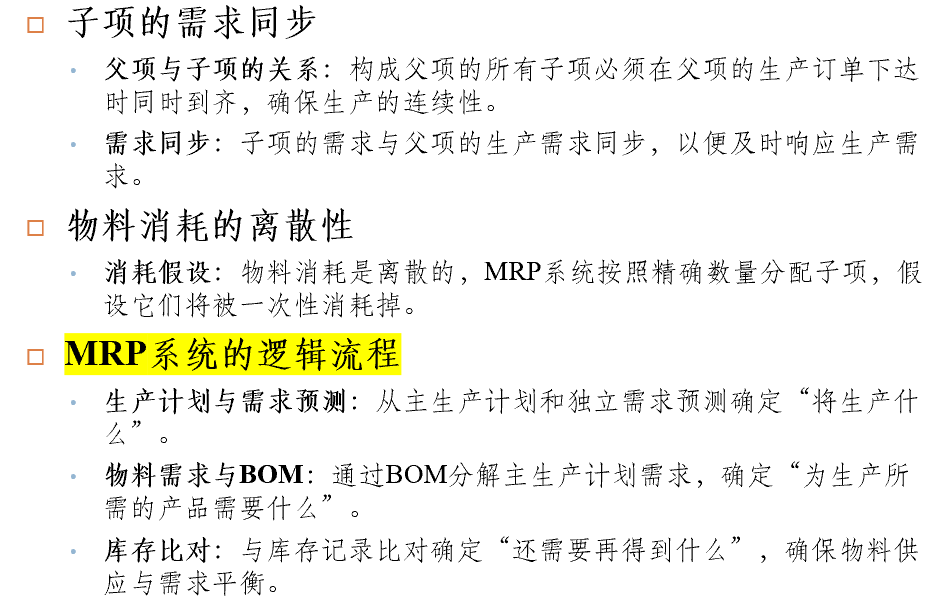 子项的需求同步
父项与子项的关系：构成父项的所有子项必须在父项的生产订单下达
时同时到齐，确保生产的连续性。
需求同步：子项的需求与父项的生产需求同步，以便及时响应生产需
求。
物料消耗的离散性
消耗假设：物料消耗是离散的，MRP系统按照精确数量分配子项，假
设它们将被一次性消耗掉。
MRP系统的逻辑流程
生产计划与需求预测：从主生产计划和独立需求预测确定“将生产什
么”。
物料需求与BOM：通过BOM分解主生产计划需求，确定“为生产所
需的产品需要什么”。
库存比对：与库存记录比对确定“还需要再得到什么”，确保物料供
应与需求平衡。